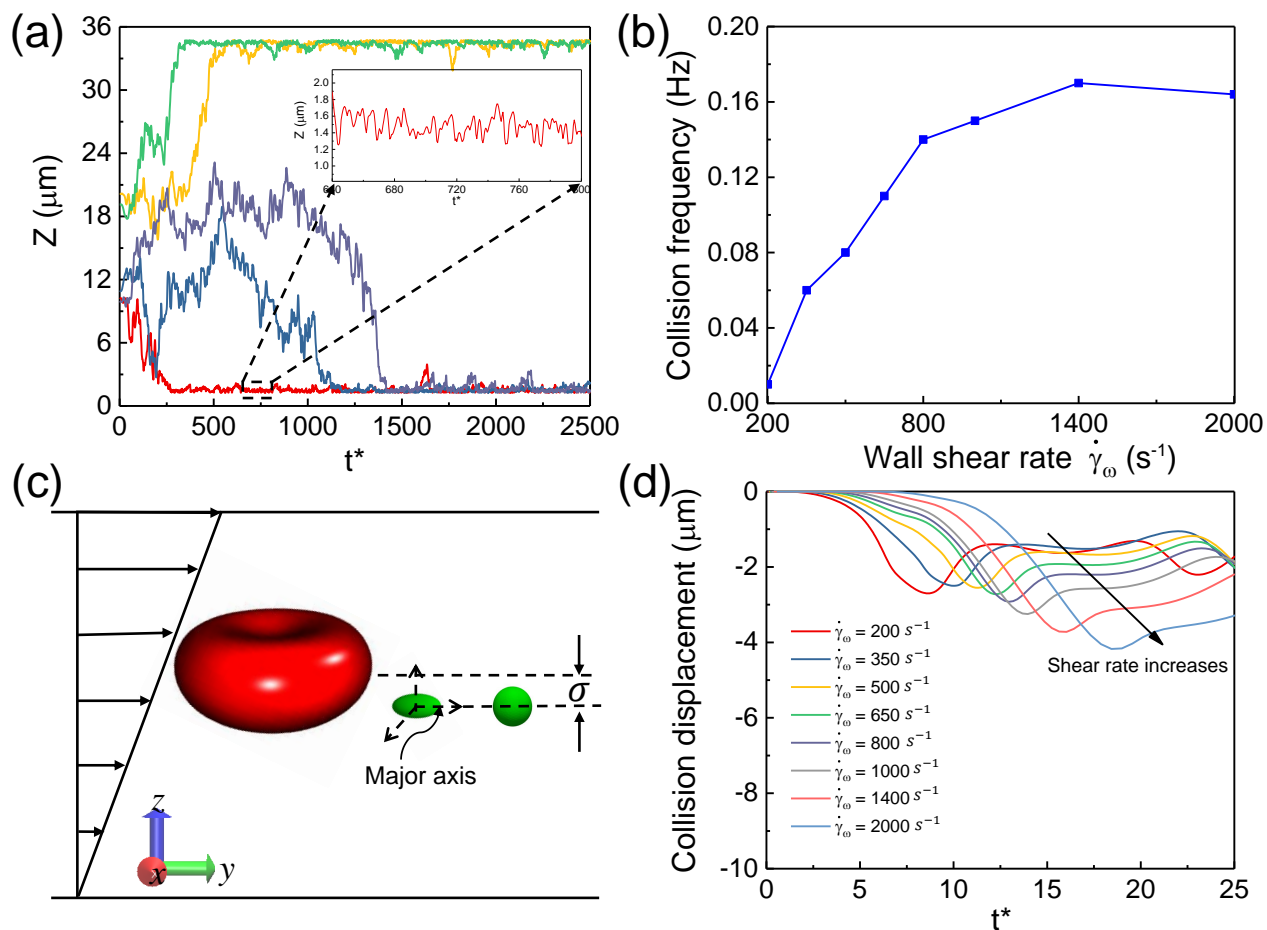 (a)
36
30
24
18
12
6
0
Z (μm)
0 500 1000 1500 2000 2500
t*
2.0
1.8
1.6
1.4
1.2
1.0
Z (μm)
680 720 760
t*
(b)
0.20
0.16
0.12
0.08
0.04
0.00
Collision frequency (Hz)
200 800 1400 2000
Wall shear rate γ̇ω (s⁻¹)
(c)
σ
Major axis
z
x
y
(d)
0
-2
-4
-6
-8
-10
Collision displacement (μm)
γ̇ω = 200 s⁻¹
γ̇ω = 350 s⁻¹
γ̇ω = 500 s⁻¹
γ̇ω = 650 s⁻¹
γ̇ω = 800 s⁻¹
γ̇ω = 1000 s⁻¹
γ̇ω = 1400 s⁻¹
γ̇ω = 2000 s⁻¹
Shear rate increases
0 5 10 15 20 25
t*